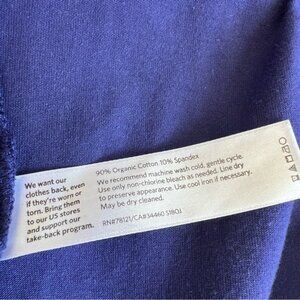 We want our
clothes back, even
if they're worn or
torn. Bring them
to our US stores
and support our
take-back program.
90% Organic Cotton 10% Spandex
We recommend machine wash cold, gentle cycle.
Use only non-chlorine bleach as needed. Line dry
to preserve appearance. Use cool iron if necessary.
May be dry cleaned.
RN#78121/CA#34460 S18OJ